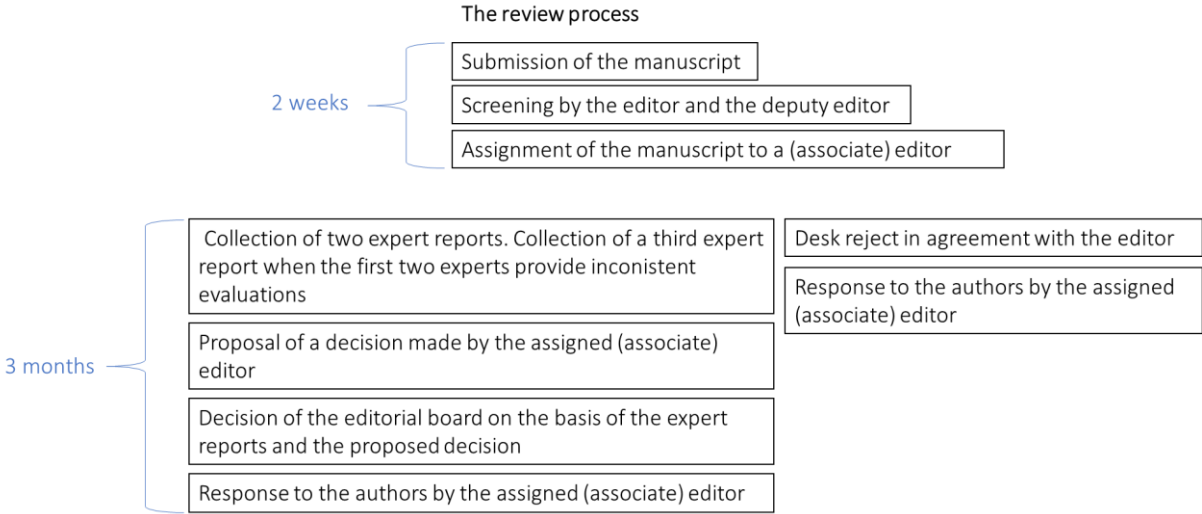 The review process
Submission of the manuscript
2 weeks
Screening by the editor and the deputy editor
Assignment of the manuscript to a (associate) editor
Collection of two expert reports. Collection of a third expert
report when the first two experts provide inconistent
evaluations
Proposal of a decision made by the assigned (associate)
editor
3 months
Decision of the editorial board on the basis of the expert
reports and the proposed decision
Response to the authors by the assigned (associate) editor
Desk reject in agreement with the editor
Response to the authors by the assigned
(associate) editor